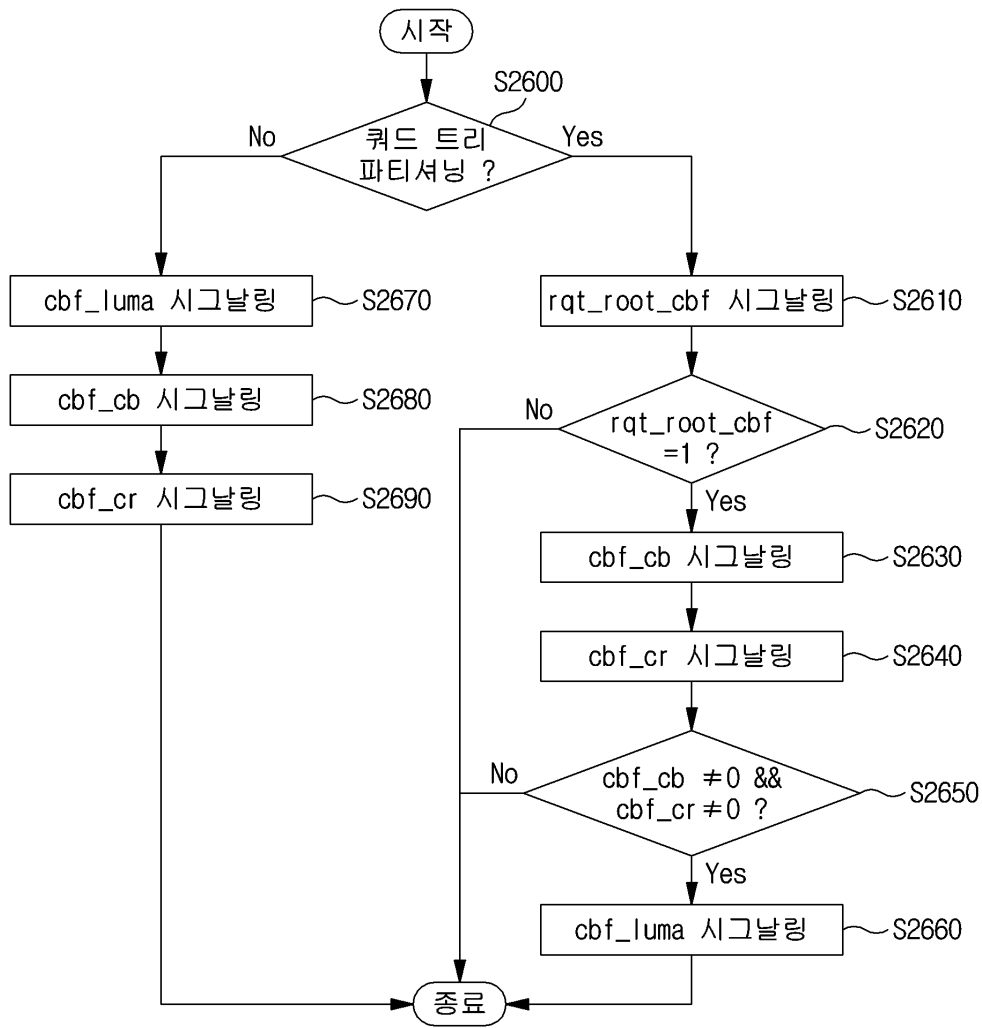 시작
S2600
쿼드 트리
파티셔닝 ?
No
Yes
cbf_luma 시그날링
S2670
cbf_cb 시그날링
S2680
cbf_cr 시그날링
S2690
rqt_root_cbf 시그날링
S2610
rqt_root_cbf
=1 ?
S2620
No
Yes
cbf_cb 시그날링
S2630
cbf_cr 시그날링
S2640
cbf_cb ≠0 &&
cbf_cr≠0 ?
S2650
No
Yes
cbf_luma 시그날링
S2660
종료